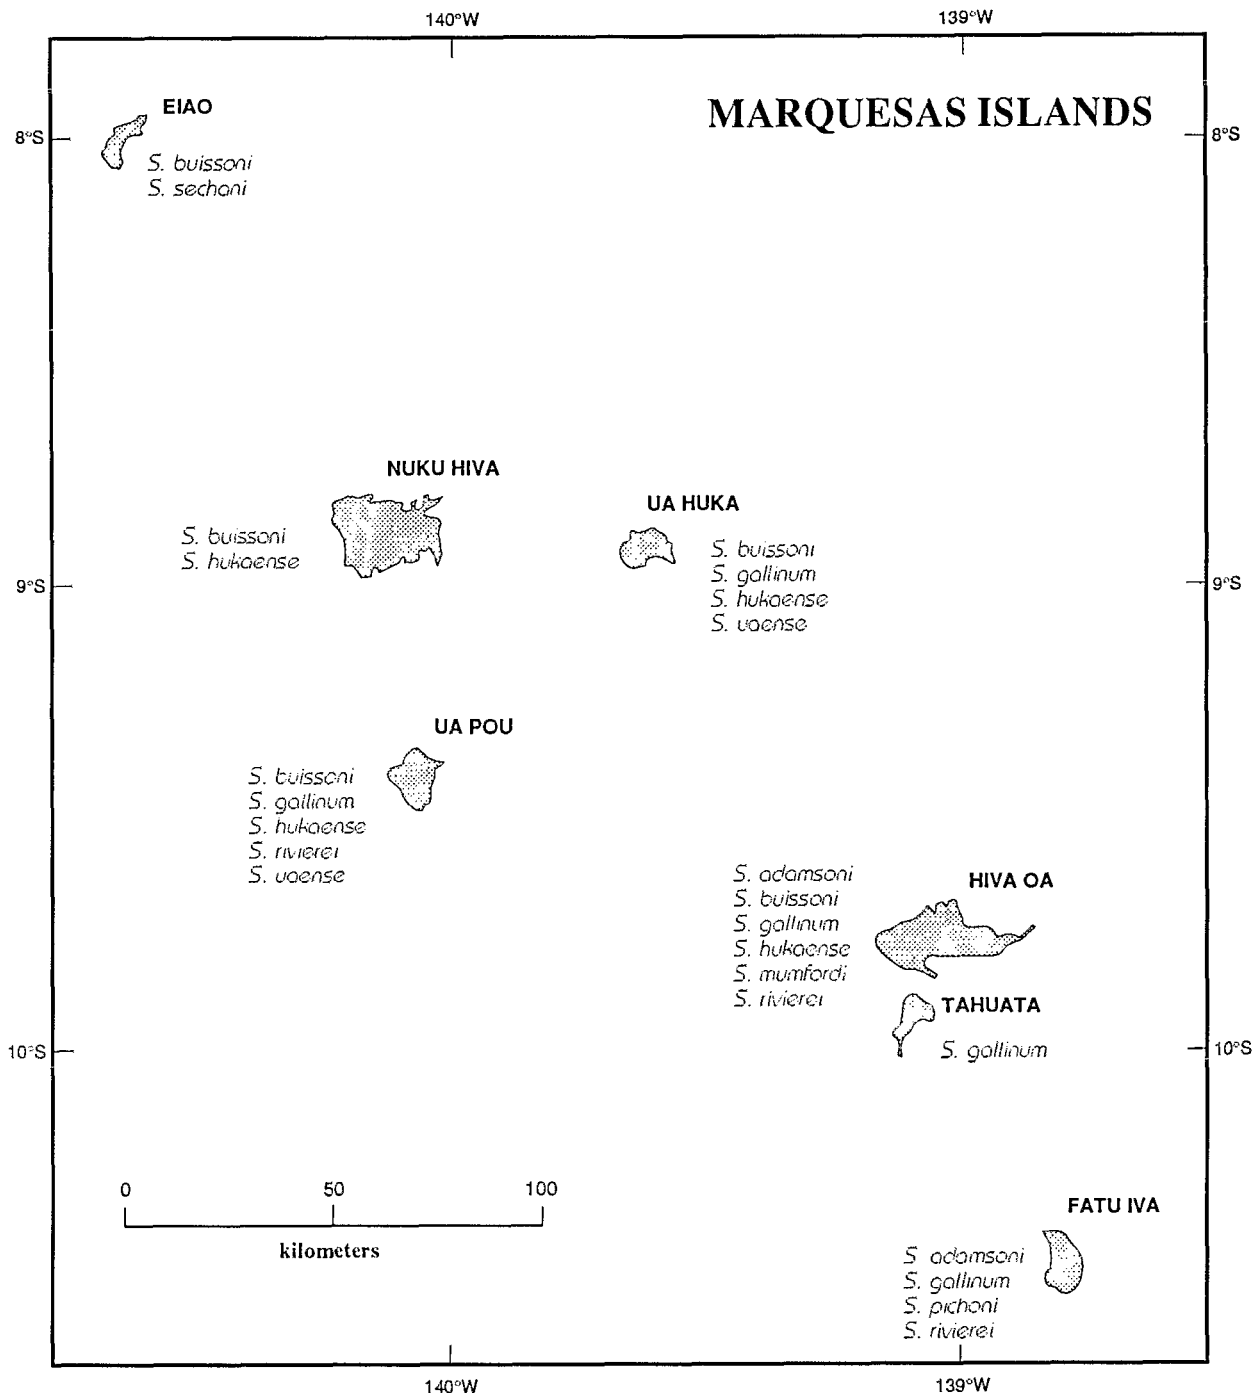 140°W
139°W
MARQUESAS ISLANDS
EIAO
8°S
8°S
S. buissoni
S. sechani
NUKU HIVA
UA HUKA
S. buissoni
S. hukaense
S. buissoni
S. gallinum
S. hukaense
S. uaense
9°S
9°S
UA POU
S. buissoni
S. gallinum
S. hukaense
S. rivierei
S. uaense
S. adamsoni
S. buissoni
S. gallinum
S. hukaense
S. mumfordi
S. rivierei
HIVA OA
TAHUATA
S. gallinum
10°S
10°S
0 50 100
kilometers
FATU IVA
S adamsoni
S. gallinum
S. pichoni
S. rivierei
140°W
139°W